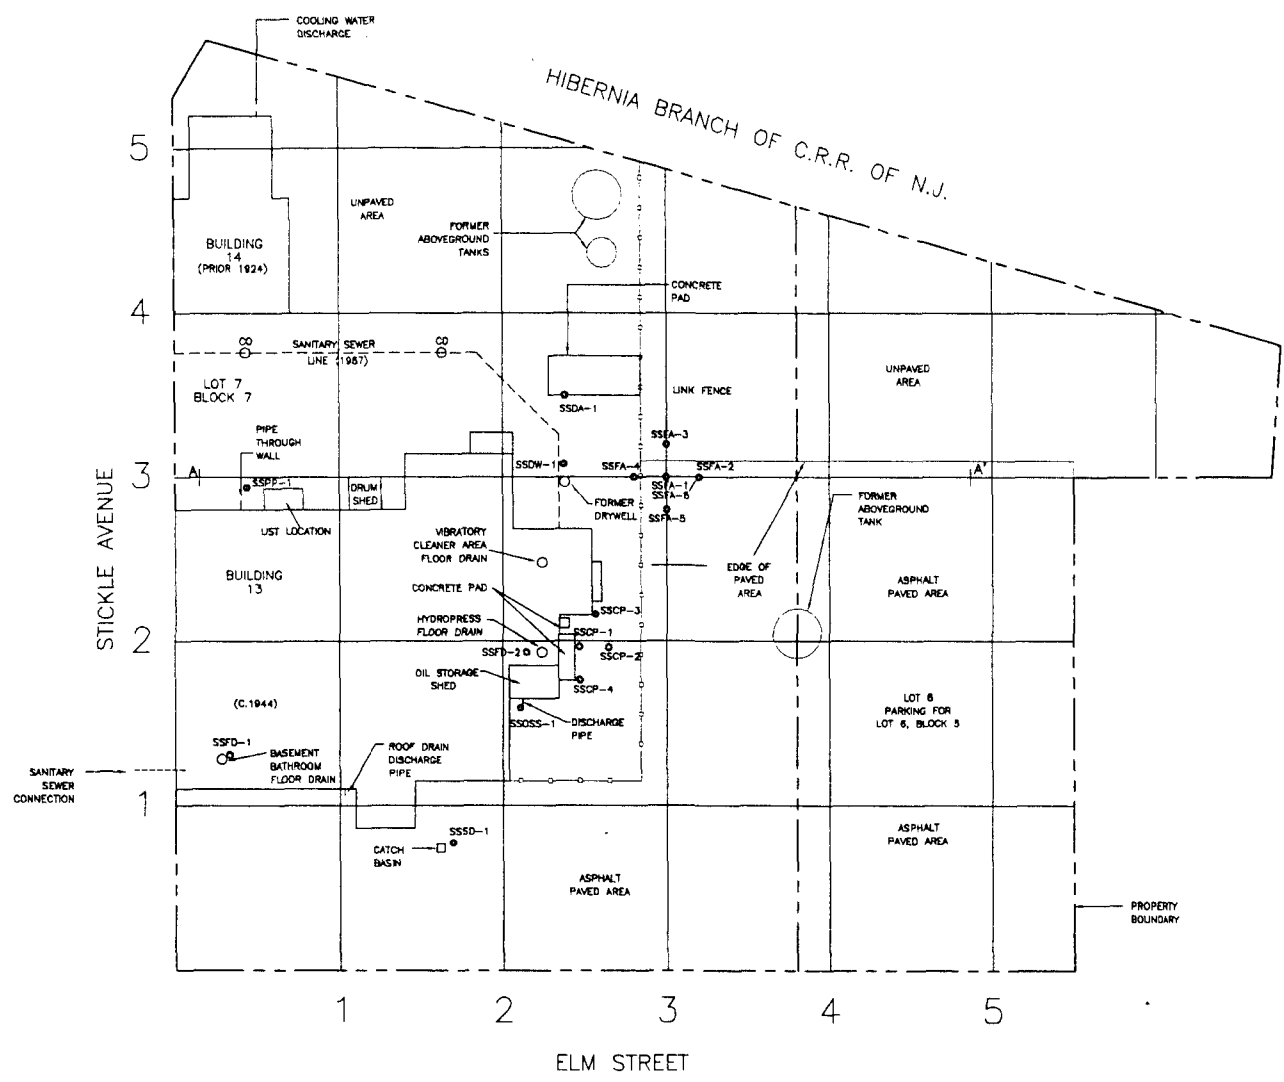 COOLING WATER
DISCHARGE
HIBERNIA BRANCH OF C.R.R. OF N.J.
5
UNPAVED
AREA
FORMER
ABOVEGROUND
TANKS
BUILDING
14
(PRIOR 1924)
CONCRETE
PAD
4
CO
SANITARY SEWER
LINE (1987)
CO
LOT 7
BLOCK 7
LINK FENCE
UNPAVED
AREA
SSDA-1
PIPE
THROUGH
WALL
SSFA-3
3
A
SSPP-1
DRUM
SHED
SSDW-1
SSFA-4
SSFA-2
A'
SSFA-1
SSFA-6
SSFA-5
UST LOCATION
FORMER
DRYWELL
FORMER
ABOVEGROUND
TANK
STICKLE AVENUE
VIBRATORY
CLEANER AREA
FLOOR DRAIN
BUILDING
13
CONCRETE PAD
EDGE OF
PAVED
AREA
ASPHALT
PAVED AREA
SSCP-3
HYDROPRESS
FLOOR DRAIN
SSCP-1
2
SSFD-2
SSCP-2
OIL STORAGE
SHED
SSCP-4
(C.1944)
LOT 6
PARKING FOR
LOT 6, BLOCK 5
SSOSS-1
DISCHARGE
PIPE
SSFD-1
BASEMENT
BATHROOM
FLOOR DRAIN
ROOF DRAIN
DISCHARGE
PIPE
SANITARY
SEWER
CONNECTION
1
SSSD-1
CATCH
BASIN
ASPHALT
PAVED AREA
ASPHALT
PAVED AREA
PROPERTY
BOUNDARY
1 2 3 4 5
ELM STREET